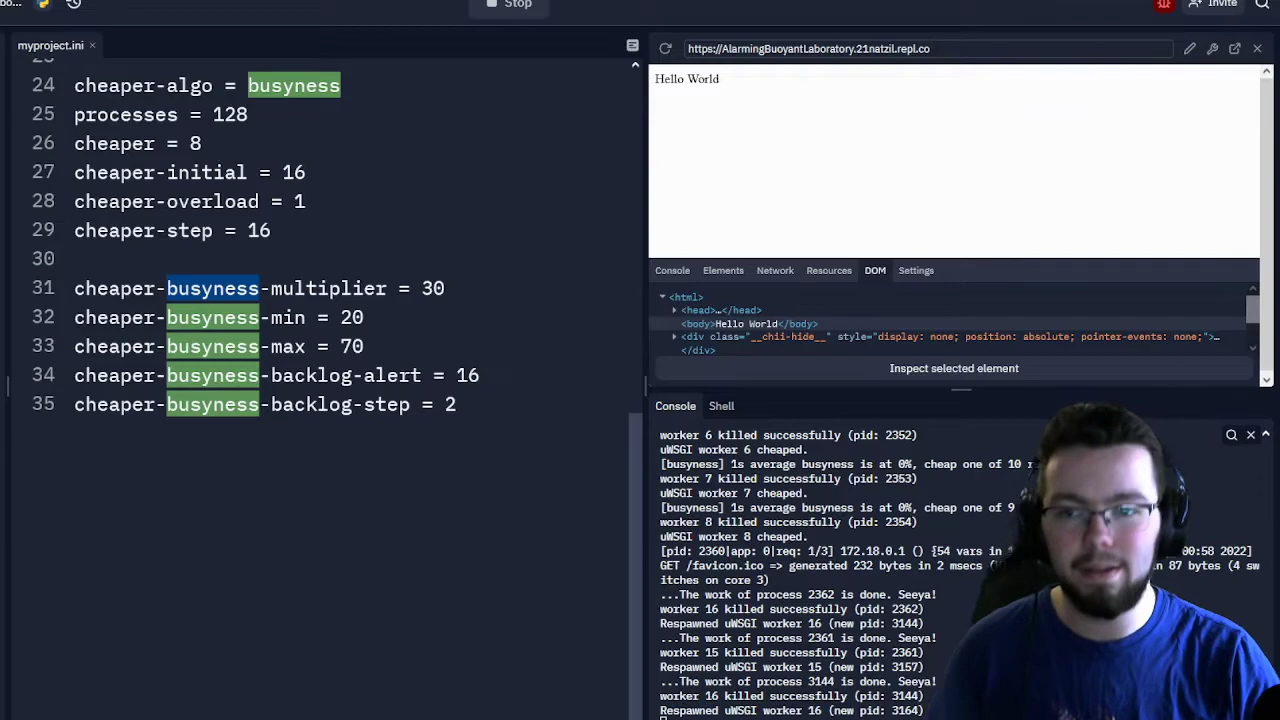 Stop
Invite
myproject.ini ×
24 cheaper-algo = busyness
25 processes = 128
26 cheaper = 8
27 cheaper-initial = 16
28 cheaper-overload = 1
29 cheaper-step = 16
30
31 cheaper-busyness-multiplier = 30
32 cheaper-busyness-min = 20
33 cheaper-busyness-max = 70
34 cheaper-busyness-backlog-alert = 16
35 cheaper-busyness-backlog-step = 2
https://AlarmingBuoyantLaboratory.21natzil.repl.co
Hello World
Console Elements Network Resources DOM Settings
<html>
<head>…</head>
<body>Hello World</body>
<div class="__chii-hide__" style="display: none; position: absolute; pointer-events: none;">…
</div>
Inspect selected element
Console Shell
worker 6 killed successfully (pid: 2352)
uWSGI worker 6 cheaped.
[busyness] 1s average busyness is at 0%, cheap one of 10
worker 7 killed successfully (pid: 2353)
uWSGI worker 7 cheaped.
[busyness] 1s average busyness is at 0%, cheap one of 9
worker 8 killed successfully (pid: 2354)
uWSGI worker 8 cheaped.
[pid: 2360|app: 0|req: 1/3] 172.18.0.1 () {54 vars in 00:58 2022]
GET /favicon.ico => generated 232 bytes in 2 msecs in 87 bytes (4 sw
itches on core 3)
...The work of process 2362 is done. Seeya!
worker 16 killed successfully (pid: 2362)
Respawned uWSGI worker 16 (new pid: 3144)
...The work of process 2361 is done. Seeya!
worker 15 killed successfully (pid: 2361)
Respawned uWSGI worker 15 (new pid: 3157)
...The work of process 3144 is done. Seeya!
worker 16 killed successfully (pid: 3144)
Respawned uWSGI worker 16 (new pid: 3164)